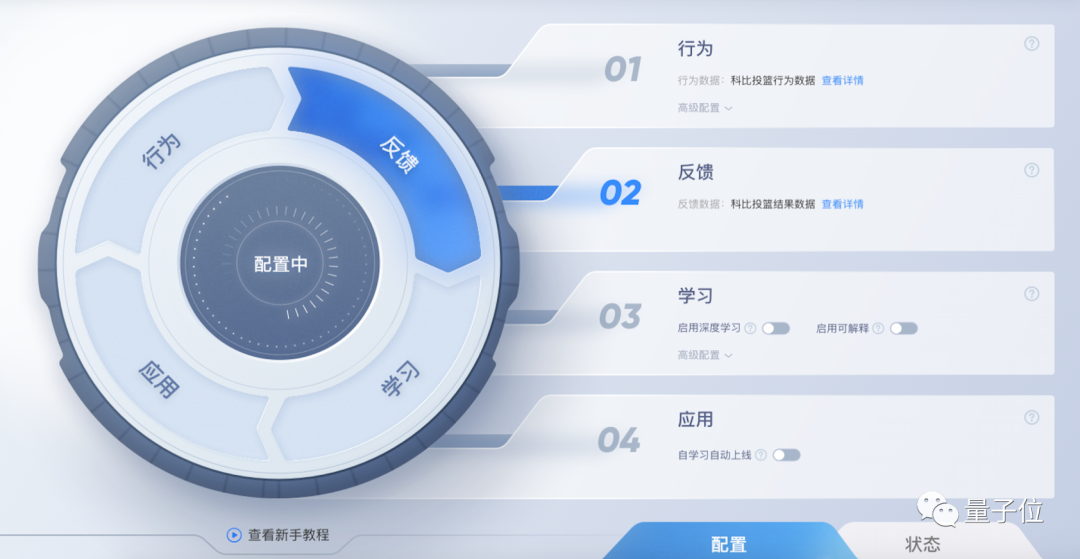 行为
反馈
学习
应用
配置中
01
行为
行为数据: 科比投篮行为数据 查看详情
高级配置
02
反馈
反馈数据: 科比投篮结果数据 查看详情
03
学习
启用深度学习 启用可解释
高级配置
04
应用
自学习自动上线
查看新手教程
配置
状态
量子位